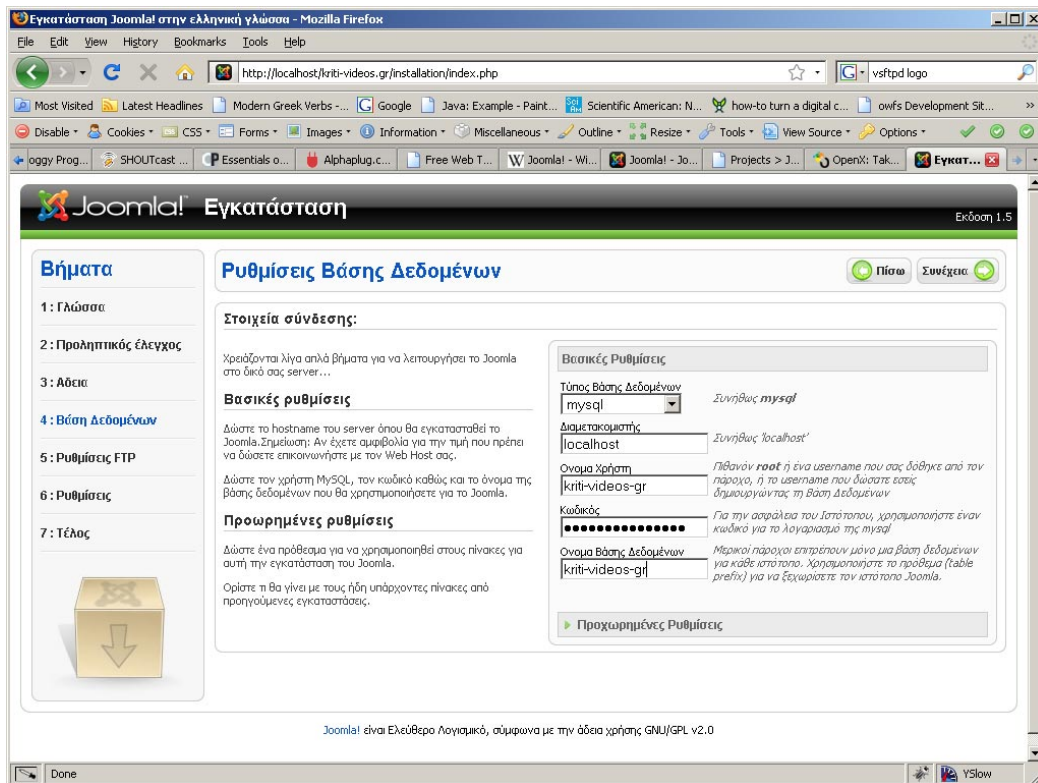 Εγκατάσταση Joomla! στην ελληνική γλώσσα - Mozilla Firefox
File Edit View History Bookmarks Tools Help
http://localhost/kriti-videos.gr/installation/index.php
vsftpd logo
Most Visited Latest Headlines Modern Greek Verbs -... Google Java: Example - Paint... Scientific American: N... how-to turn a digital c... owfs Development Sit...
Disable Cookies CSS Forms Images Information Miscellaneous Outline Resize Tools View Source Options
oggy Prog... SHOUTcast ... Essentials o... Alphaplug.c... Free Web T... Joomla! - Wi... Joomla! - Jo... Projects > J... OpenX: Tak... Εγκατ...
Joomla! Εγκατάσταση
Εκδοση 1.5
Βήματα
1 : Γλώσσα
2 : Προληπτικός έλεγχος
3 : Αδεια
4 : Βάση Δεδομένων
5 : Ρυθμίσεις FTP
6 : Ρυθμίσεις
7 : Τέλος
Ρυθμίσεις Βάσης Δεδομένων
Πίσω Συνέχεια
Στοιχεία σύνδεσης:
Χρειάζονται λίγα απλά βήματα για να λειτουργήσει το Joomla
στο δικό σας server...
Βασικές ρυθμίσεις
Δώστε το hostname του server όπου θα εγκατασταθεί το
Joomla.Σημείωση: Αν έχετε αμφιβολία για την τιμή που πρέπει
να δώσετε επικοινωνήστε με τον Web Host σας.
Δώστε τον χρήστη MySQL, τον κωδικό καθώς και το όνομα της
βάσης δεδομένων που θα χρησιμοποιήσετε για το Joomla.
Προωρημένες ρυθμίσεις
Δώστε ένα πρόθεσμα για να χρησιμοποιηθεί στους πίνακες για
αυτή την εγκατάσταση του Joomla.
Ορίστε τι θα γίνει με τους ήδη υπάρχοντες πίνακες από
προηγούμενες εγκαταστάσεις.
Βασικές Ρυθμίσεις
Τύπος Βάσης Δεδομένων
mysql
Συνήθως mysql
Διαμετακομιστής
localhost
Συνήθως 'localhost'
Ονομα Χρήστη
kriti-videos-gr
Πιθανόν root ή ένα username που σας δόθηκε από τον
πάροχο, ή το username που δώσατε εσείς
δημιουργώντας τη Βάση Δεδομένων
Κωδικός
●●●●●●●●●●●●●●●
Για την ασφάλεια του Ιστότοπου, χρησιμοποιήστε έναν
κωδικό για το λογαριασμό της mysql
Ονομα Βάσης Δεδομένων
kriti-videos-gr
Μερικοί πάροχοι επιτρέπουν μόνο μια βάση δεδομένων
για κάθε ιστότοπο. Χρησιμοποιήστε το πρόθεμα (table
prefix) για να ξεχωρίσετε τον ιστότοπο Joomla.
Προχωρημένες Ρυθμίσεις
Joomla! είναι Ελεύθερο Λογισμικό, σύμφωνα με την άδεια χρήσης GNU/GPL v2.0
Done
YSlow